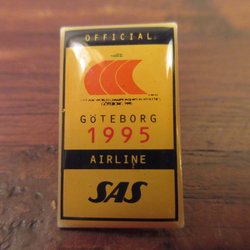 OFFICIAL
GÖTEBORG
1995
AIRLINE
SAS